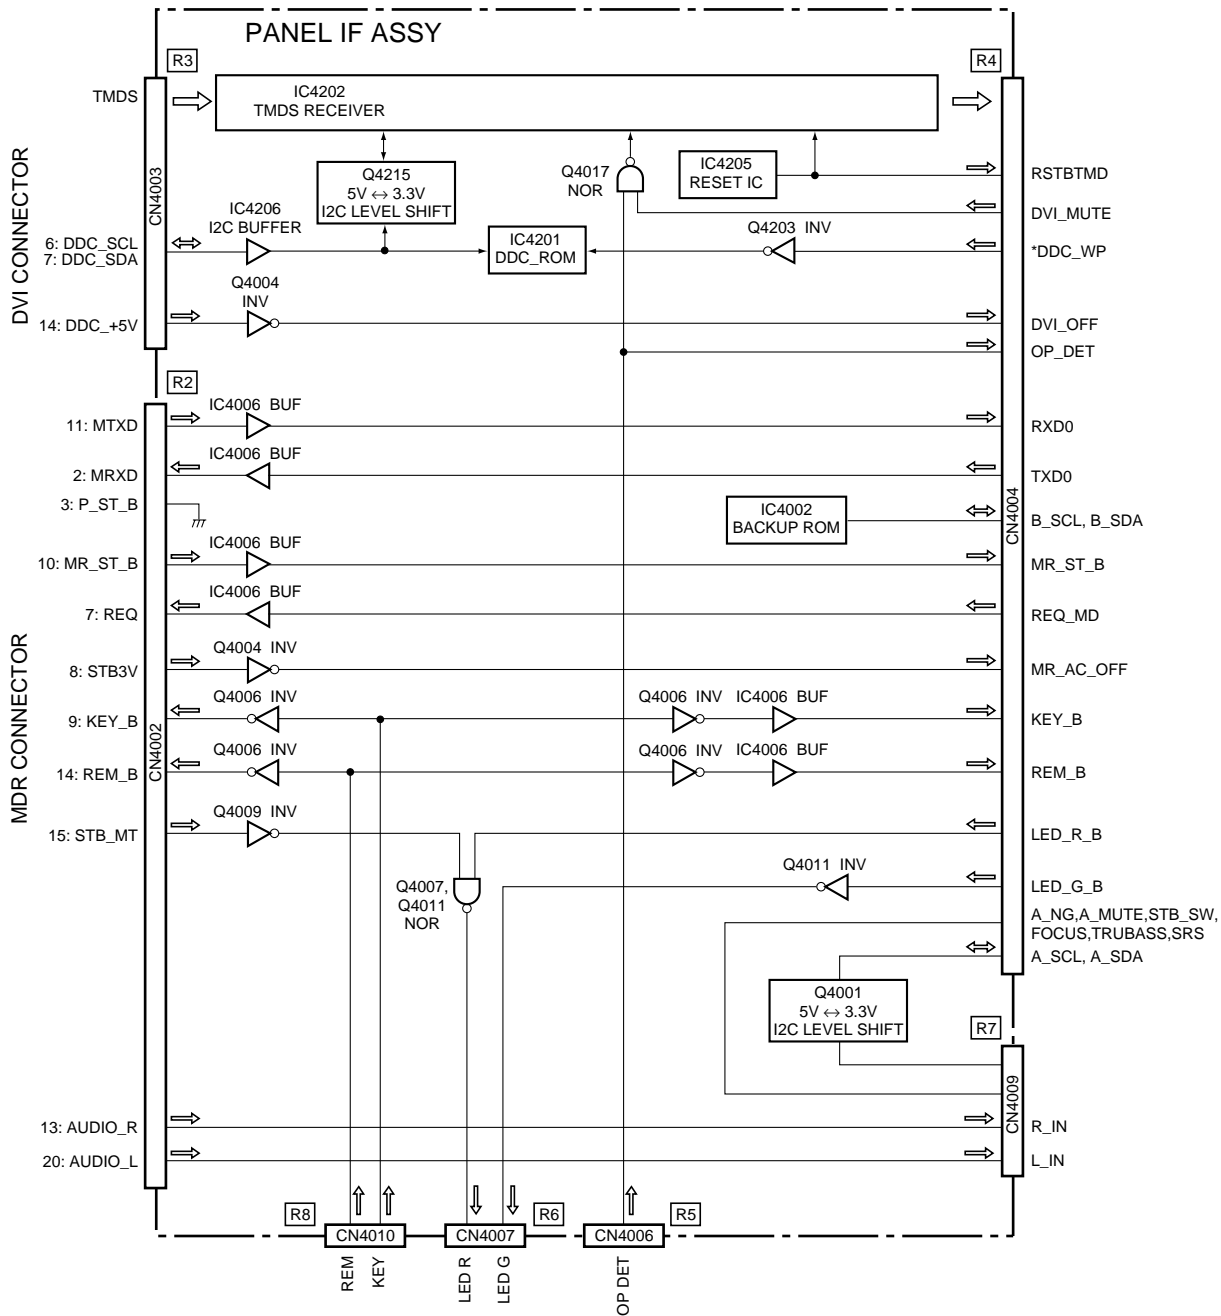 PANEL IF ASSY
R3
R4
TMDS
IC4202
TMDS RECEIVER
DVI CONNECTOR
CN4003
Q4215
5V ↔ 3.3V
I2C LEVEL SHIFT
Q4017
NOR
IC4205
RESET IC
RSTBTMD
DVI_MUTE
IC4206
I2C BUFFER
6: DDC_SCL
7: DDC_SDA
IC4201
DDC_ROM
Q4203 INV
*DDC_WP
Q4004
INV
14: DDC_+5V
DVI_OFF
OP_DET
R2
IC4006 BUF
11: MTXD
RXD0
IC4006 BUF
2: MRXD
TXD0
3: P_ST_B
IC4002
BACKUP ROM
CN4004
B_SCL, B_SDA
IC4006 BUF
10: MR_ST_B
MR_ST_B
IC4006 BUF
7: REQ
REQ_MD
MDR CONNECTOR
Q4004 INV
8: STB3V
MR_AC_OFF
Q4006 INV
Q4006 INV
IC4006 BUF
9: KEY_B
KEY_B
CN4002
Q4006 INV
Q4006 INV
IC4006 BUF
14: REM_B
REM_B
Q4009 INV
15: STB_MT
LED_R_B
Q4007,
Q4011
NOR
Q4011 INV
LED_G_B
A_NG,A_MUTE,STB_SW,
FOCUS,TRUBASS,SRS
A_SCL, A_SDA
Q4001
5V ↔ 3.3V
I2C LEVEL SHIFT
R7
CN4009
13: AUDIO_R
R_IN
20: AUDIO_L
L_IN
R8
CN4010
CN4007
R6
CN4006
R5
REM
KEY
LED R
LED G
OP DET